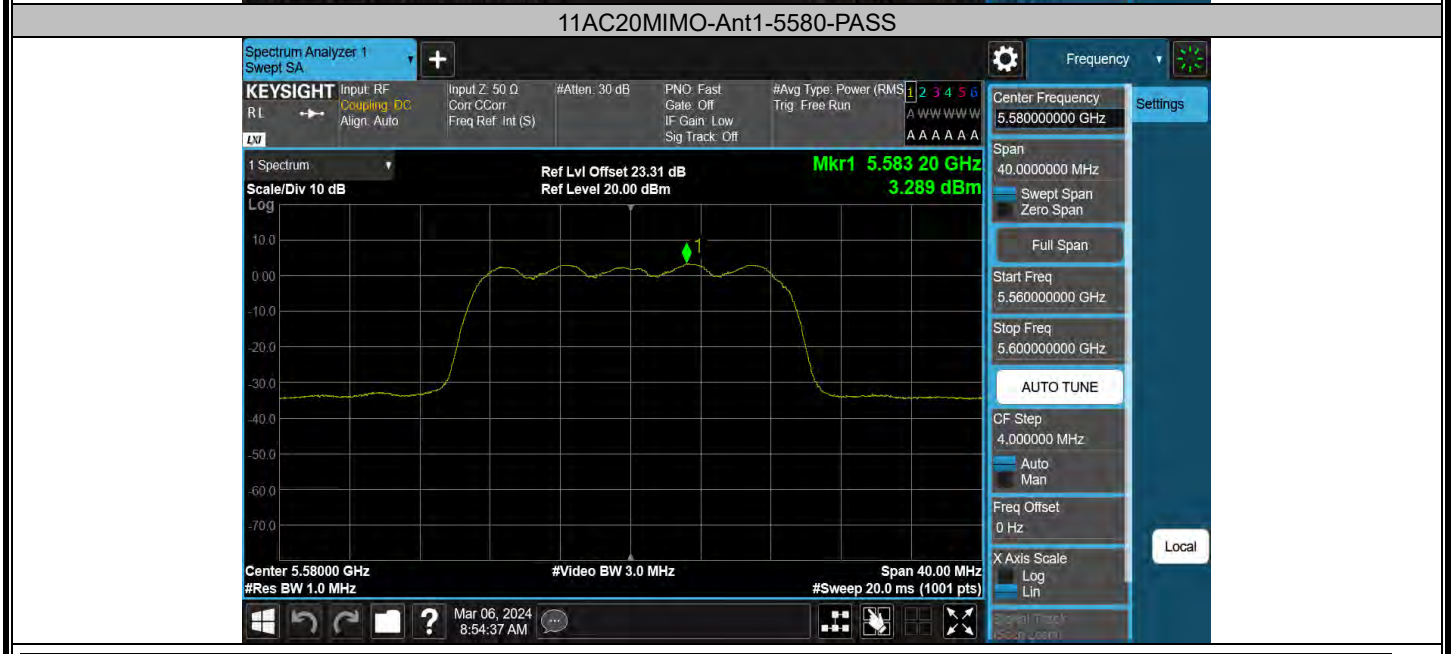 11AC20MIMO-Ant1-5580-PASS
Spectrum Analyzer 1
Swept SA
Frequency
KEYSIGHT
RL
LXI
Input: RF
Coupling: DC
Align: Auto
Input Z: 50 Ω
Corr CCorr
Freq Ref: Int (S)
#Atten: 30 dB
PNO: Fast
Gate: Off
IF Gain: Low
Sig Track: Off
#Avg Type: Power (RMS
Trig: Free Run
1 2 3 4 5 6
A W W W W W
A A A A A A
Center Frequency
5.580000000 GHz
Settings
1 Spectrum
Scale/Div 10 dB
Log
Ref Lvl Offset 23.31 dB
Ref Level 20.00 dBm
Mkr1 5.583 20 GHz
3.289 dBm
Span
40.0000000 MHz
Swept Span
Zero Span
Full Span
Start Freq
5.560000000 GHz
Stop Freq
5.600000000 GHz
AUTO TUNE
CF Step
4.000000 MHz
Auto
Man
Freq Offset
0 Hz
X Axis Scale
Log
Lin
Local
10.0
1
0.00
-10.0
-20.0
-30.0
-40.0
-50.0
-60.0
-70.0
Center 5.58000 GHz
#Video BW 3.0 MHz
Span 40.00 MHz
#Res BW 1.0 MHz
#Sweep 20.0 ms (1001 pts)
?
Mar 06, 2024
8:54:37 AM
Signal Track